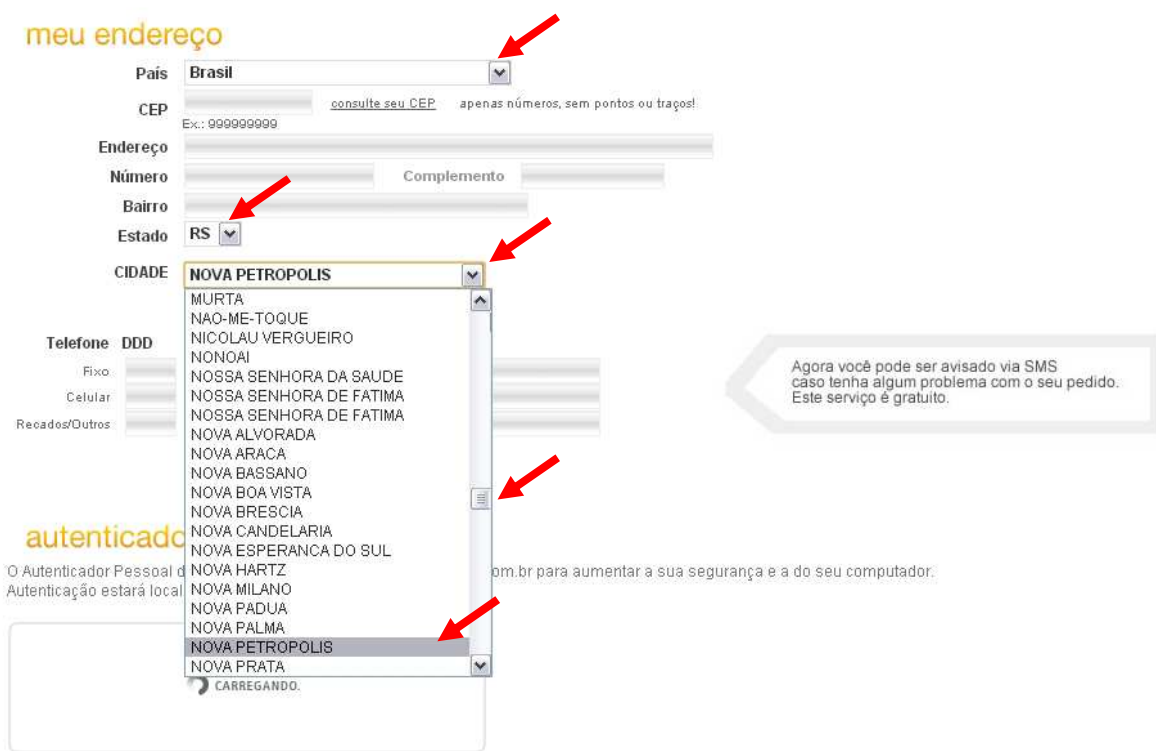 meu endereço
País Brasil
CEP consulte seu CEP apenas números, sem pontos ou traços!
Ex.: 999999999
Endereço
Número Complemento
Bairro
Estado RS
CIDADE NOVA PETROPOLIS
MURTA
NAO-ME-TOQUE
NICOLAU VERGUEIRO
Telefone DDD
NONOAI
Fixo
NOSSA SENHORA DA SAUDE
Celular
NOSSA SENHORA DE FATIMA
NOSSA SENHORA DE FATIMA
Recados/Outros
NOVA ALVORADA
NOVA ARACA
NOVA BASSANO
NOVA BOA VISTA
NOVA BRESCIA
NOVA CANDELARIA
NOVA ESPERANCA DO SUL
NOVA HARTZ
NOVA MILANO
NOVA PADUA
NOVA PALMA
NOVA PETROPOLIS
NOVA PRATA
Agora você pode ser avisado via SMS
caso tenha algum problema com o seu pedido.
Este serviço é gratuito.
autenticado
O Autenticador Pessoal d om.br para aumentar a sua segurança e a do seu computador.
Autenticação estará local
CARREGANDO.